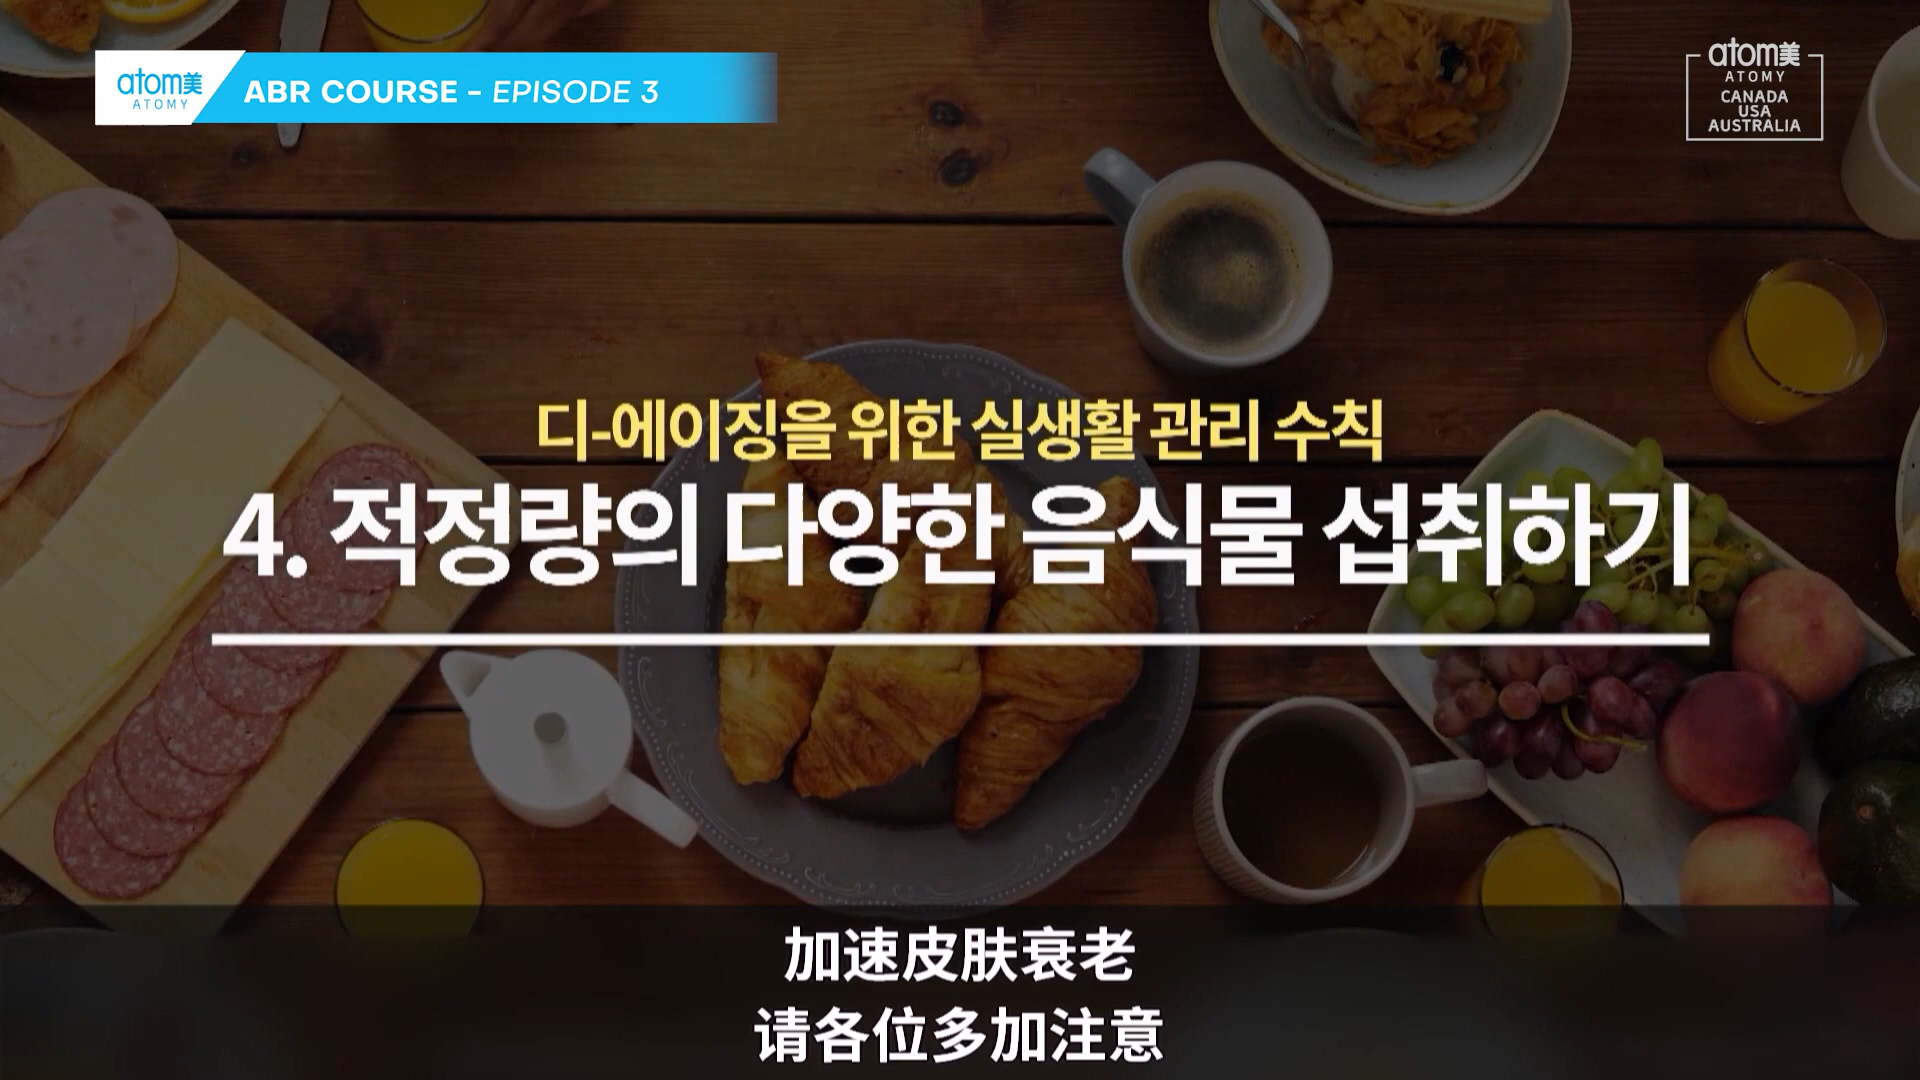 atom美
ATOMY
ABR COURSE - EPISODE 3
atom美
ATOMY
CANADA
USA
AUSTRALIA
디-에이징을 위한 실생활 관리 수칙
4. 적정량의 다양한 음식물 섭취하기
加速皮肤衰老
请各位多加注意